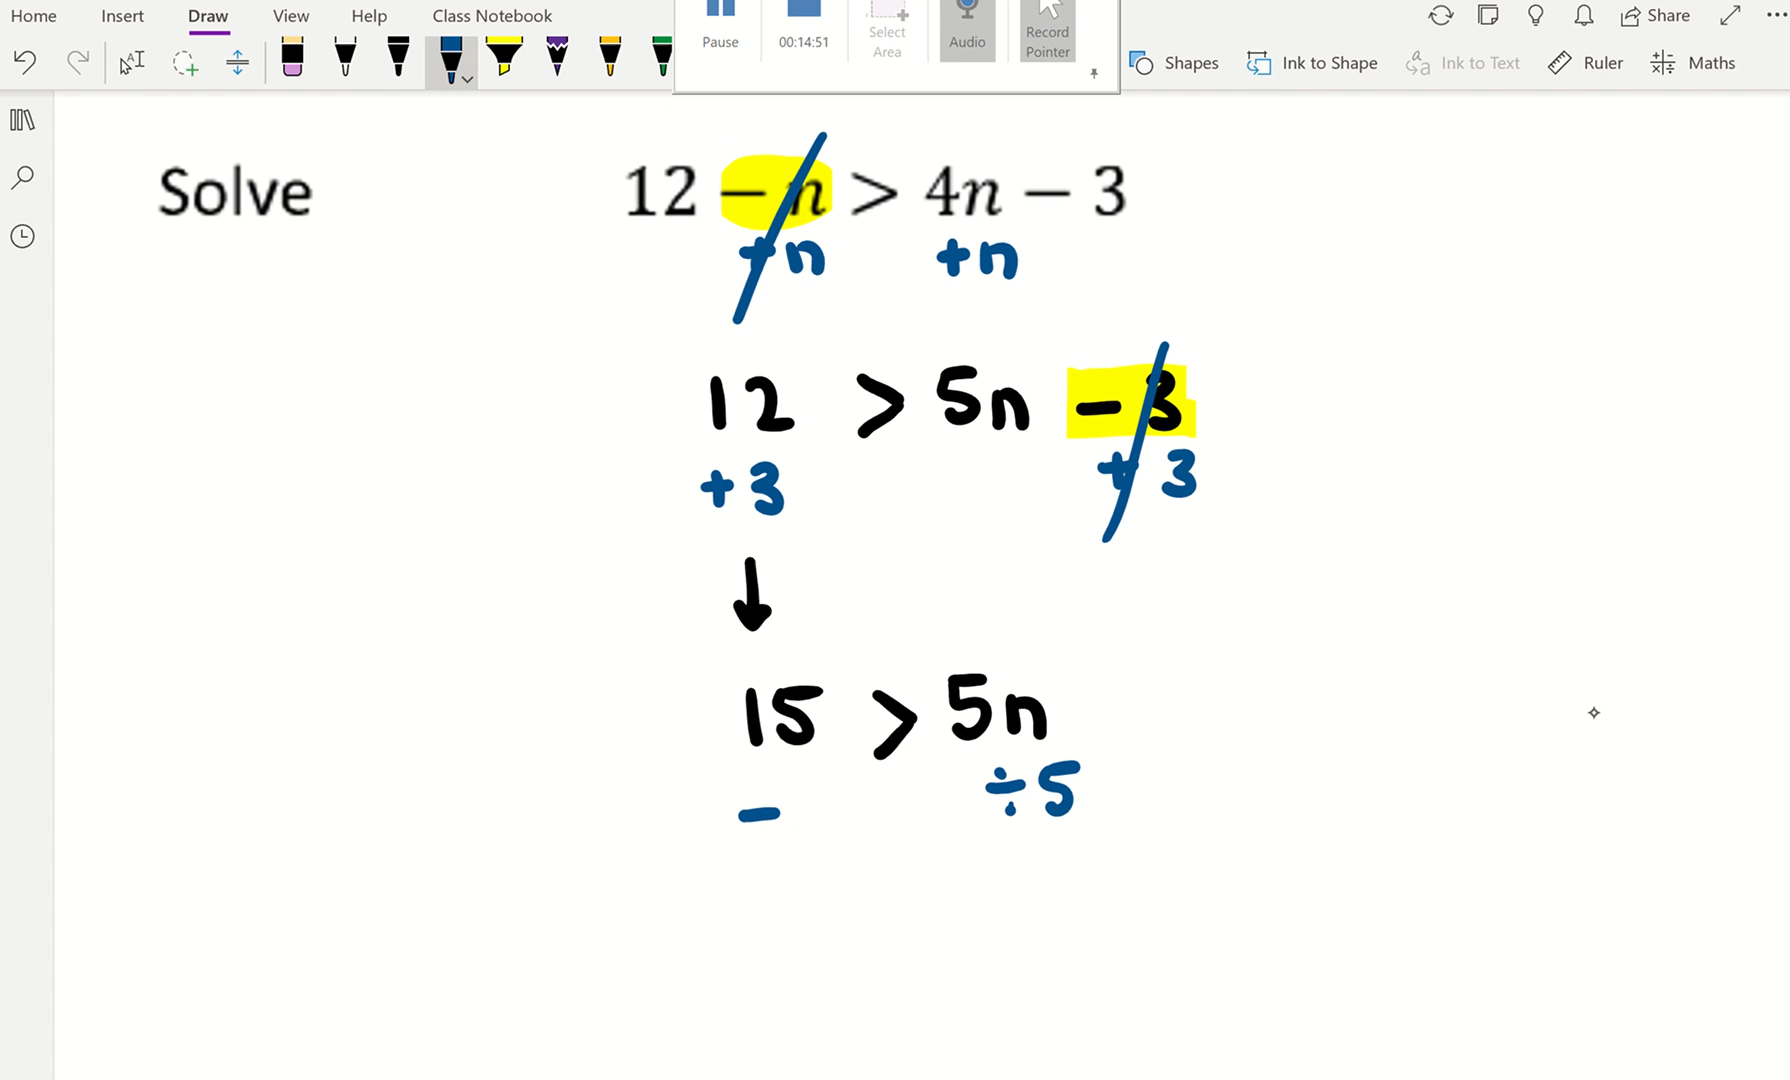 Home Insert Draw View Help Class Notebook Share
Pause 00:14:51 Select Area Audio Record Pointer
Shapes Ink to Shape Ink to Text Ruler Maths
Solve 12 − n > 4n − 3
+n +n
12 > 5n − 3
+3 + 3
15 > 5n
÷5
−